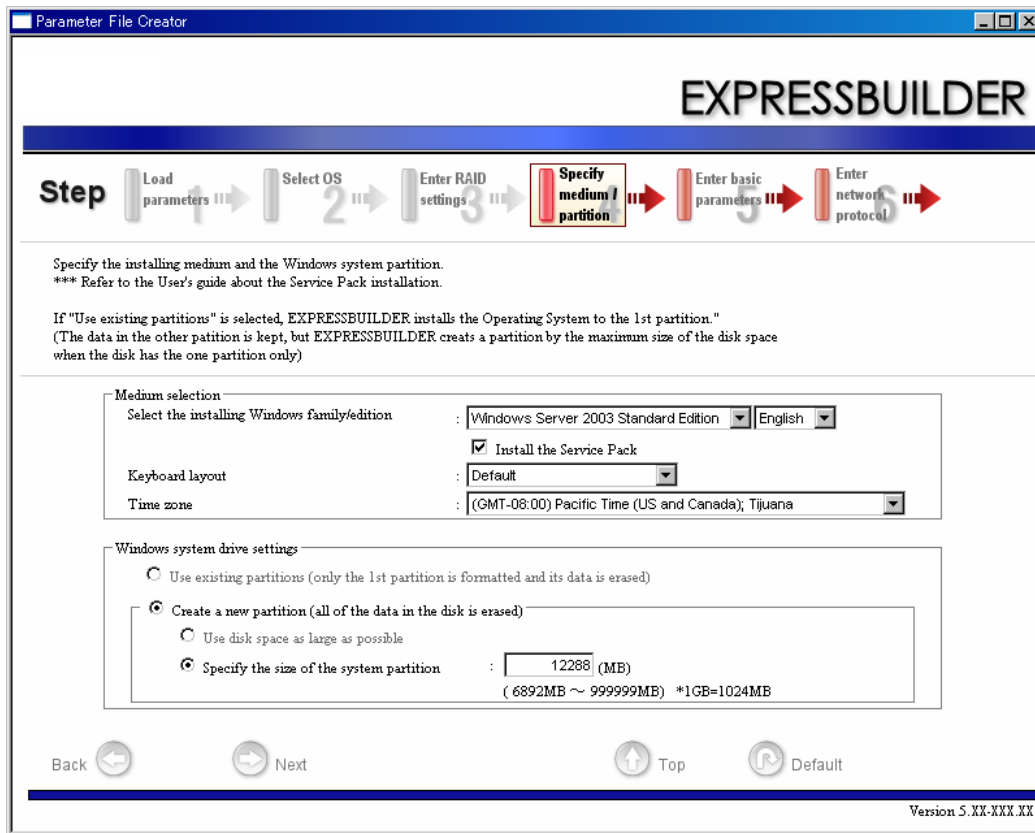 Parameter File Creator
EXPRESSBUILDER
Step
Load parameters 1
Select OS 2
Enter RAID settings 3
Specify medium / partition 4
Enter basic parameters 5
Enter network protocol 6
Specify the installing medium and the Windows system partition.
*** Refer to the User's guide about the Service Pack installation.
If "Use existing partitions" is selected, EXPRESSBUILDER installs the Operating System to the 1st partition."
(The data in the other patition is kept, but EXPRESSBUILDER creats a partition by the maximum size of the disk space
when the disk has the one partition only)
Medium selection
Select the installing Windows family/edition : Windows Server 2003 Standard Edition English
Install the Service Pack
Keyboard layout : Default
Time zone : (GMT-08:00) Pacific Time (US and Canada); Tijuana
Windows system drive settings
Use existing partitions (only the 1st partition is formatted and its data is erased)
Create a new partition (all of the data in the disk is erased)
Use disk space as large as possible
Specify the size of the system partition : 12288 (MB)
( 6892MB ～ 999999MB) *1GB=1024MB
Back Next Top Default
Version 5.XX-XXX.XX